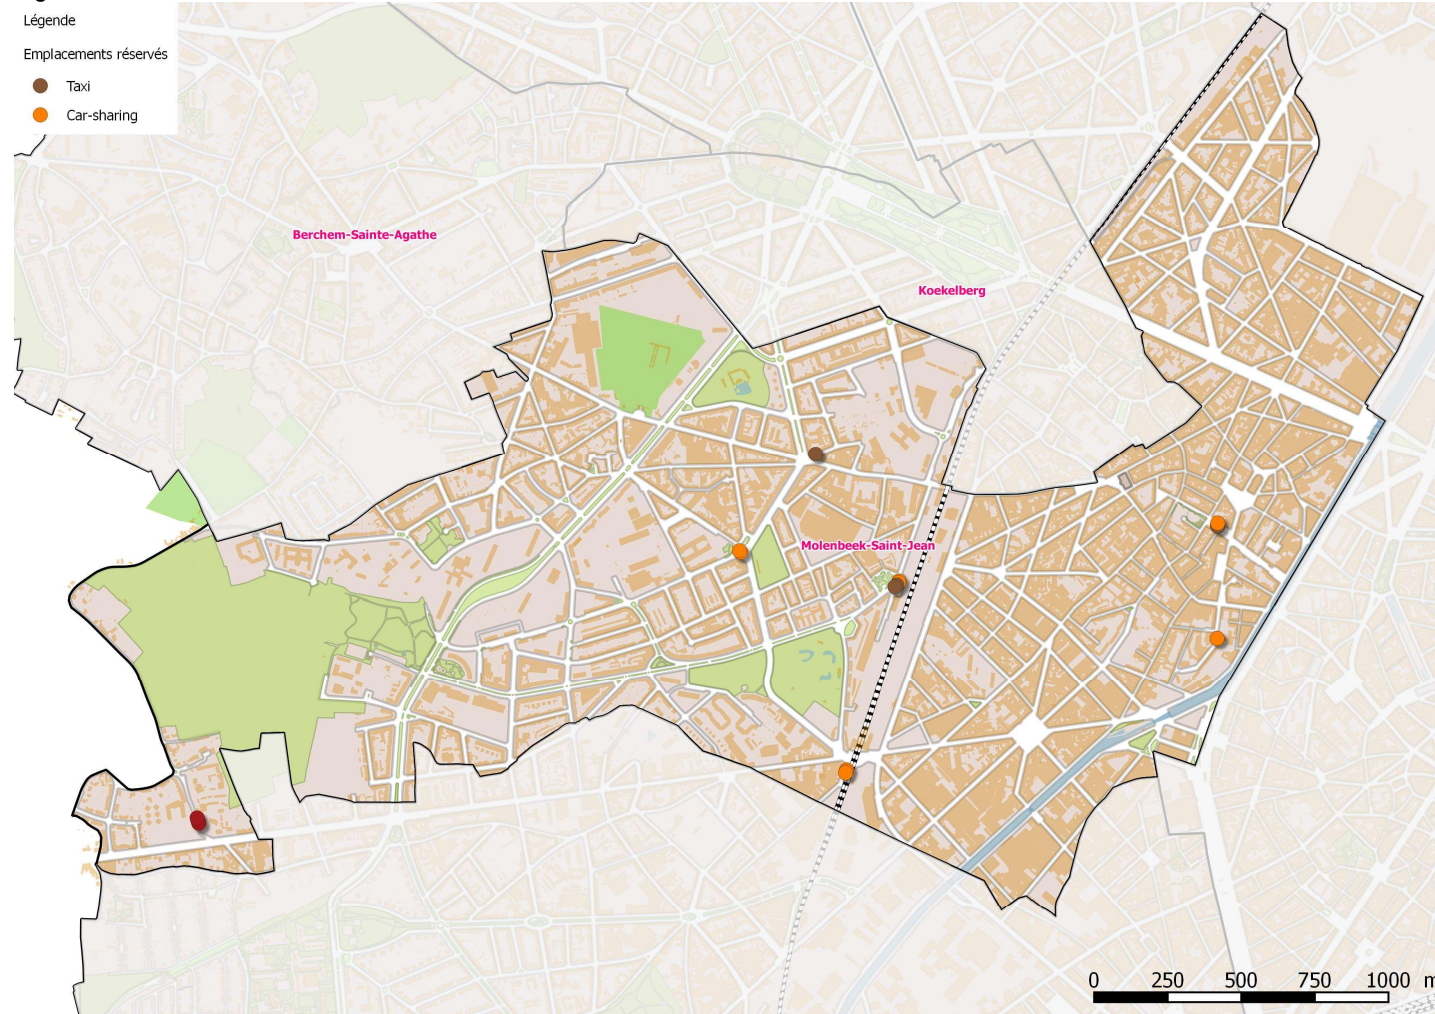 Légende
Emplacements réservés
Taxi
Car-sharing
Berchem-Sainte-Agathe
Koekelberg
Molenbeek-Saint-Jean
0 250 500 750 1000 m